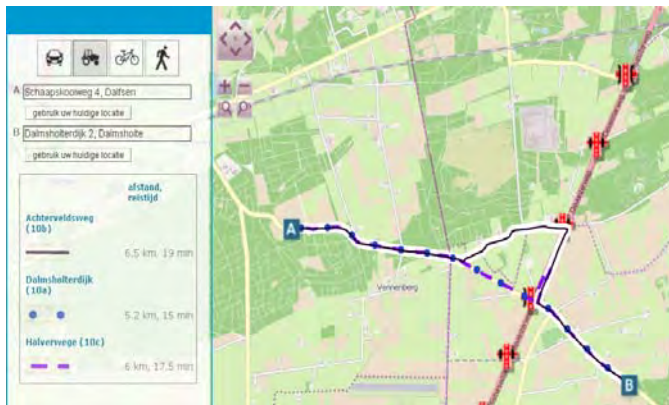 A Schaapskooiweg 4, Dalfsen
gebruik uw huidige locatie
B Dalmsholterdijk 2, Dalmsholte
gebruik uw huidige locatie
afstand,
reistijd
Achterveldsweg
(10b)
6.5 km, 19 min
Dalmsholterdijk
(10a)
5.2 km, 15 min
Halverwege (10c)
6 km, 17.5 min
A
Vennenberg
B